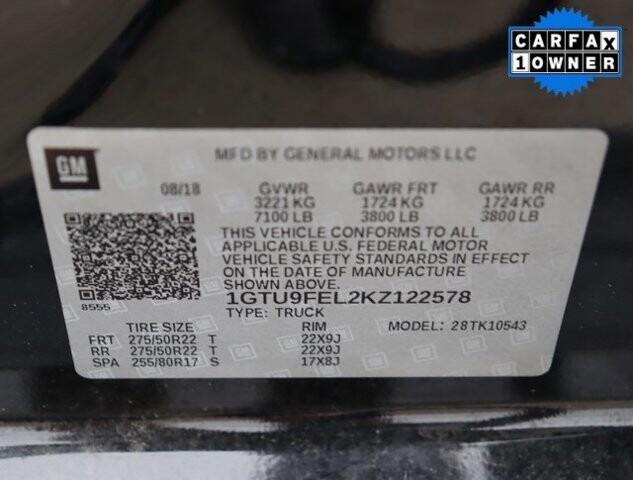 CARFAX
1 OWNER
GM
MFD BY GENERAL MOTORS LLC
08/18 GVWR GAWR FRT GAWR RR
3221 KG 1724 KG 1724 KG
7100 LB 3800 LB 3800 LB
THIS VEHICLE CONFORMS TO ALL
APPLICABLE U.S. FEDERAL MOTOR
VEHICLE SAFETY STANDARDS IN EFFECT
ON THE DATE OF MANUFACTURE
SHOWN ABOVE.
8555 1GTU9FEL2KZ122578
TYPE: TRUCK
TIRE SIZE RIM MODEL: 28TK10543
FRT 275/50R22 T 22X9J
RR 275/50R22 T 22X9J
SPA 255/80R17 S 17X8J